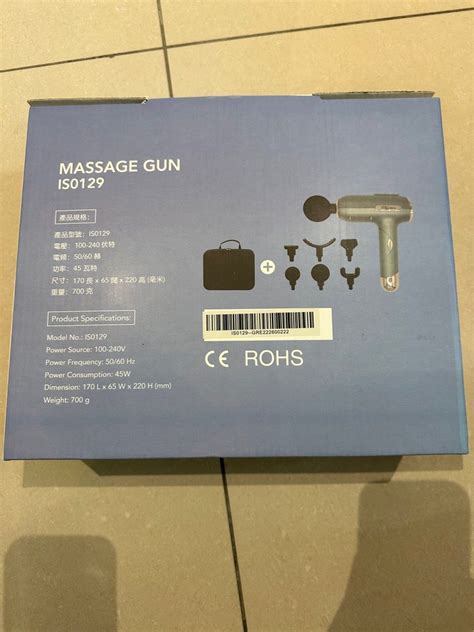 MASSAGE GUN
IS0129
產品規格:
產品型號: IS0129
電壓: 100-240 伏特
電頻: 50/60 赫
功率: 45 瓦特
尺寸: 170 長 x 65 闊 x 220 高 (毫米)
重量: 700 克
Product Specifications:
Model No.: IS0129
Power Source: 100-240V
Power Frequency: 50/60 Hz
Power Consumption: 45W
Dimension: 170 L x 65 W x 220 H (mm)
Weight: 700 g
IS0129-GRE222600222
CE ROHS